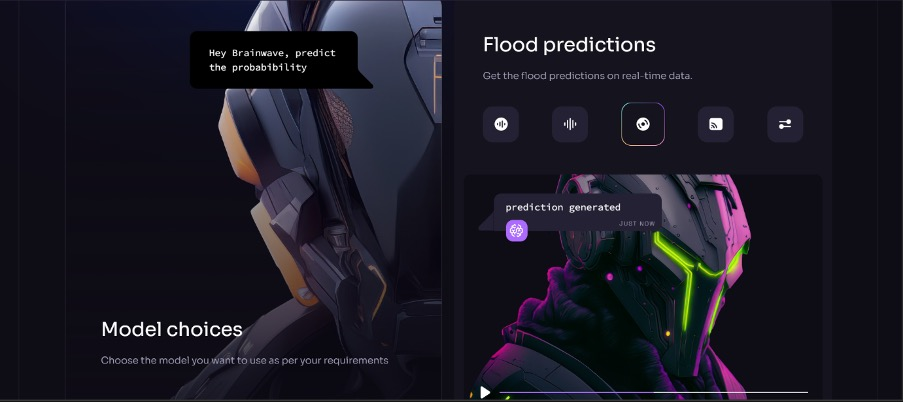 Hey Brainwave, predict
the probabibility
Model choices
Choose the model you want to use as per your requirements
Flood predictions
Get the flood predictions on real-time data.
prediction generated
JUST NOW